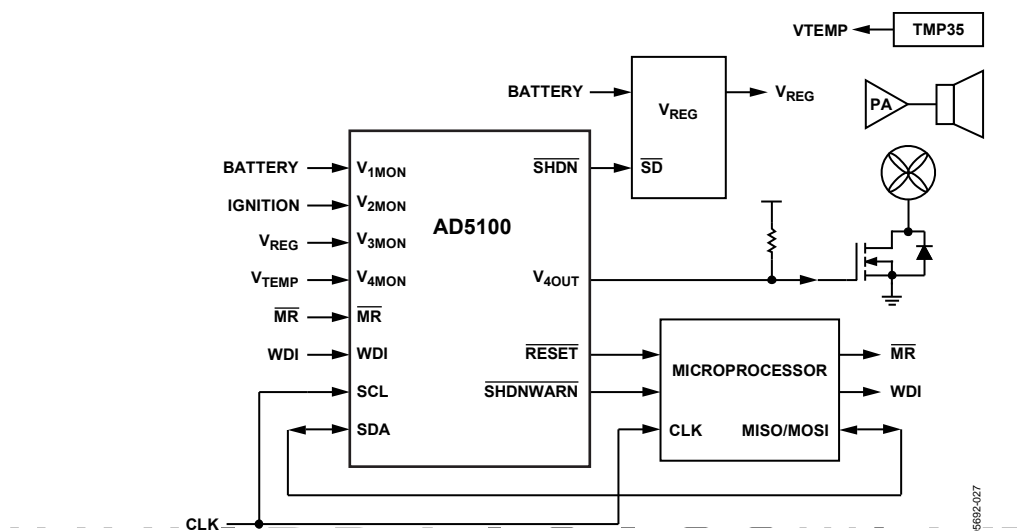 VTEMP
TMP35
BATTERY
VREG
VREG
PA
BATTERY
V1MON
SHDN
SD
IGNITION
V2MON
AD5100
VREG
V3MON
VTEMP
V4MON
V4OUT
MR
MR
WDI
WDI
RESET
MICROPROCESSOR
MR
SCL
SHDNWARN
WDI
SDA
CLK
MISO/MOSI
CLK
05692-027